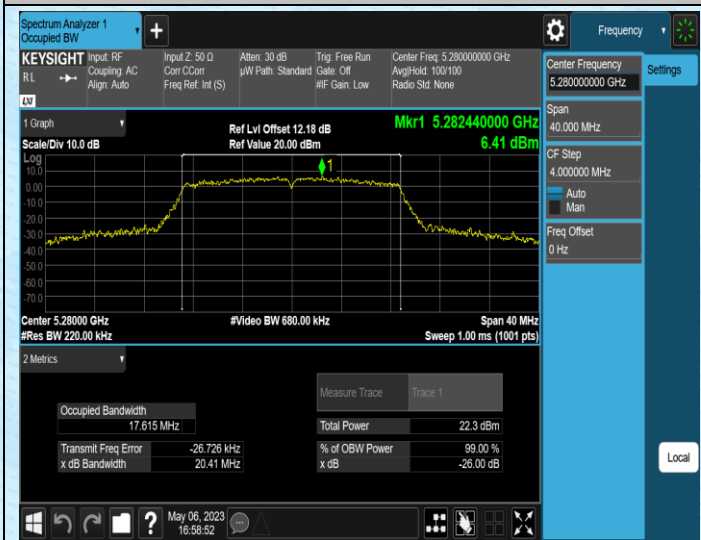 Spectrum Analyzer 1
Occupied BW
+
Frequency
KEYSIGHT
RL
LXI
Input: RF
Coupling: AC
Align: Auto
Input Z: 50 Ω
Corr CCorr
Freq Ref: Int (S)
Atten: 30 dB
µW Path: Standard
Trig: Free Run
Gate: Off
#IF Gain: Low
Center Freq: 5.280000000 GHz
Avg|Hold: 100/100
Radio Std: None
Center Frequency
5.280000000 GHz
Settings
Span
40.000 MHz
CF Step
4.000000 MHz
Auto
Man
Freq Offset
0 Hz
1 Graph
Scale/Div 10.0 dB
Ref Lvl Offset 12.18 dB
Ref Value 20.00 dBm
Mkr1 5.282440000 GHz
6.41 dBm
Log
10.0
0.00
-10.0
-20.0
-30.0
-40.0
-50.0
-60.0
-70.0
1
Center 5.28000 GHz
#Res BW 220.00 kHz
#Video BW 680.00 kHz
Span 40 MHz
Sweep 1.00 ms (1001 pts)
2 Metrics
Measure Trace
Trace 1
Occupied Bandwidth
17.615 MHz
Total Power
22.3 dBm
Transmit Freq Error
-26.726 kHz
% of OBW Power
99.00 %
x dB Bandwidth
20.41 MHz
x dB
-26.00 dB
Local
?
May 06, 2023
16:58:52